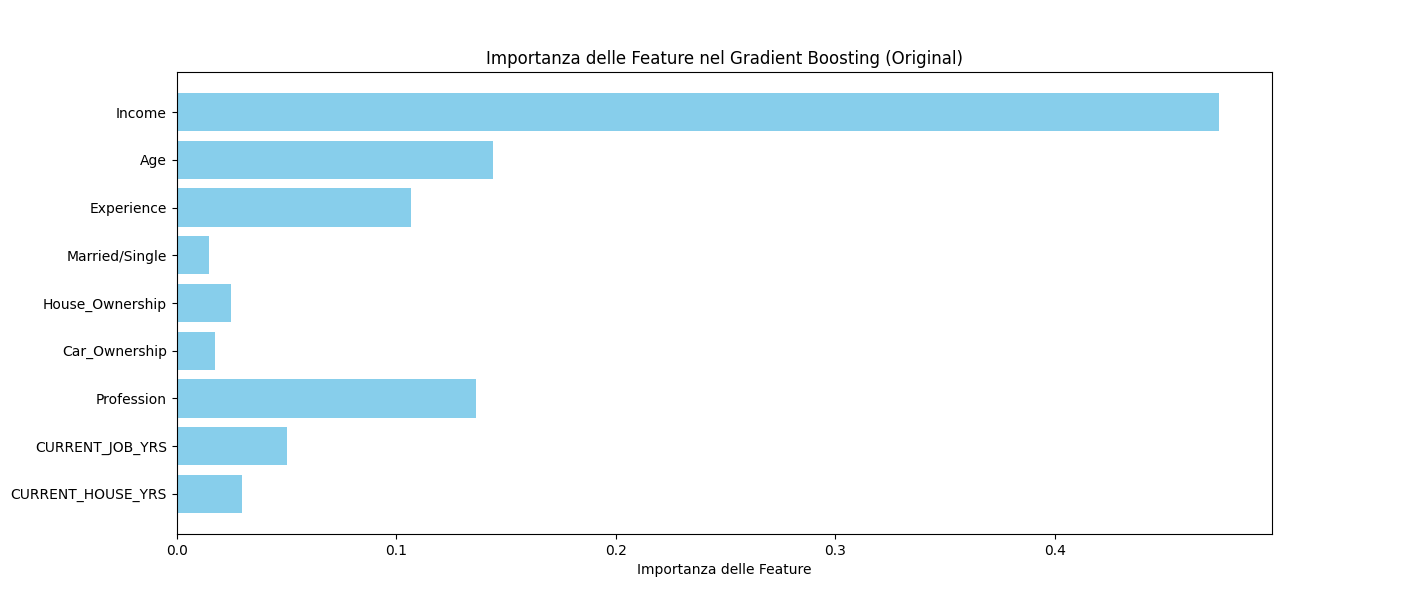 Importanza delle Feature nel Gradient Boosting (Original)
Income
Age
Experience
Married/Single
House_Ownership
Car_Ownership
Profession
CURRENT_JOB_YRS
CURRENT_HOUSE_YRS
0.0 0.1 0.2 0.3 0.4
Importanza delle Feature